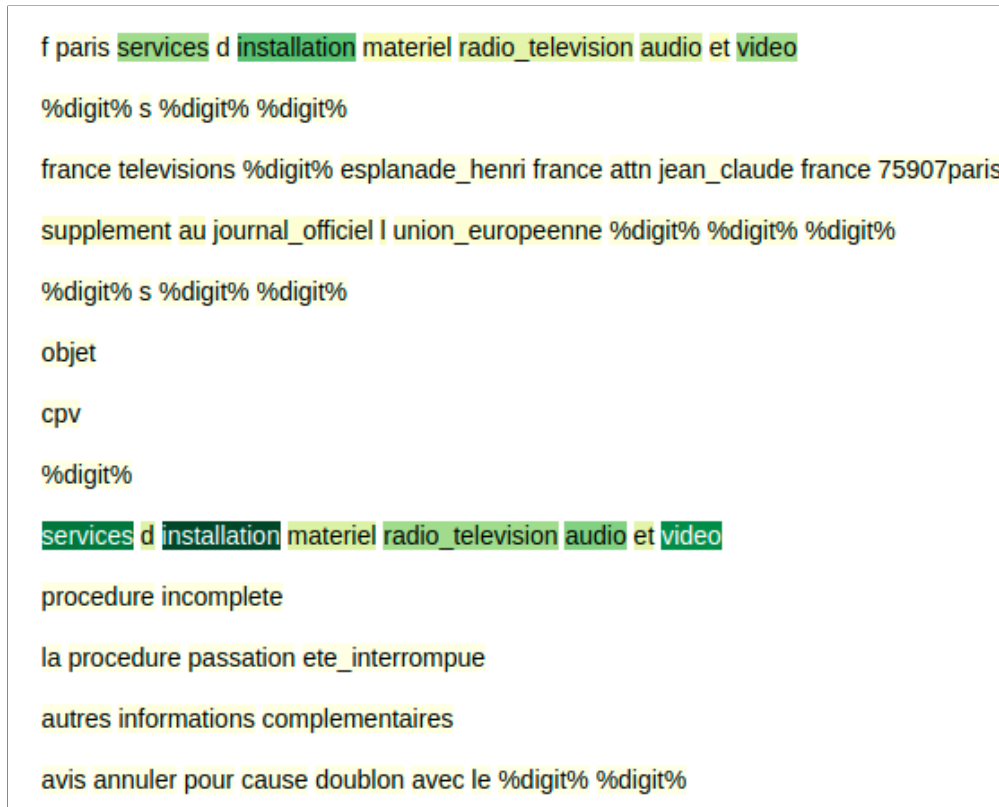 f paris services d installation materiel radio_television audio et video
%digit% s %digit% %digit%
france televisions %digit% esplanade_henri france attn jean_claude france 75907paris
supplement au journal_officiel l union_europeenne %digit% %digit% %digit%
%digit% s %digit% %digit%
objet
cpv
%digit%
services d installation materiel radio_television audio et video
procedure incomplete
la procedure passation ete_interrompue
autres informations complementaires
avis annuler pour cause doublon avec le %digit% %digit%